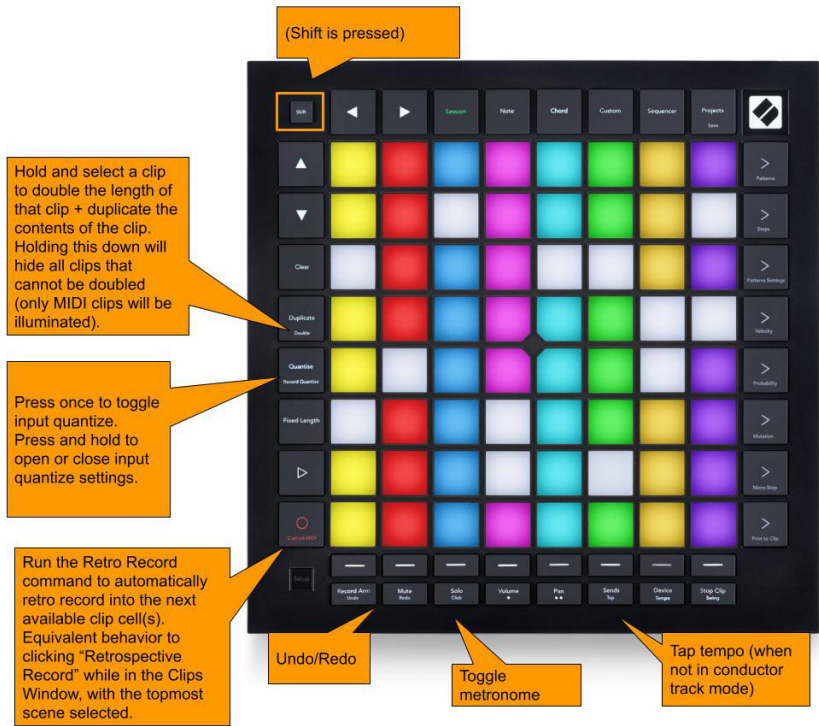 (Shift is pressed)
Shift
Session
Note
Chord
Custom
Sequencer
Projects
Save
Hold and select a clip
to double the length of
that clip + duplicate the
contents of the clip.
Holding this down will
hide all clips that
cannot be doubled
(only MIDI clips will be
illuminated).
Patterns
Steps
Clear
Patterns Settings
Duplicate
Double
Velocity
Quantise
Record Quantise
Probability
Press once to toggle
input quantize.
Press and hold to
open or close input
quantize settings.
Fixed Length
Mutation
Micro Step
Capture MIDI
Print to Clip
Run the Retro Record
command to automatically
retro record into the next
available clip cell(s).
Equivalent behavior to
clicking “Retrospective
Record” while in the Clips
Window, with the topmost
scene selected.
Setup
Record Arm
Undo
Mute
Redo
Solo
Click
Volume
Pan
Sends
Tap
Device
Tempo
Stop Clip
Swing
Undo/Redo
Toggle
metronome
Tap tempo (when
not in conductor
track mode)